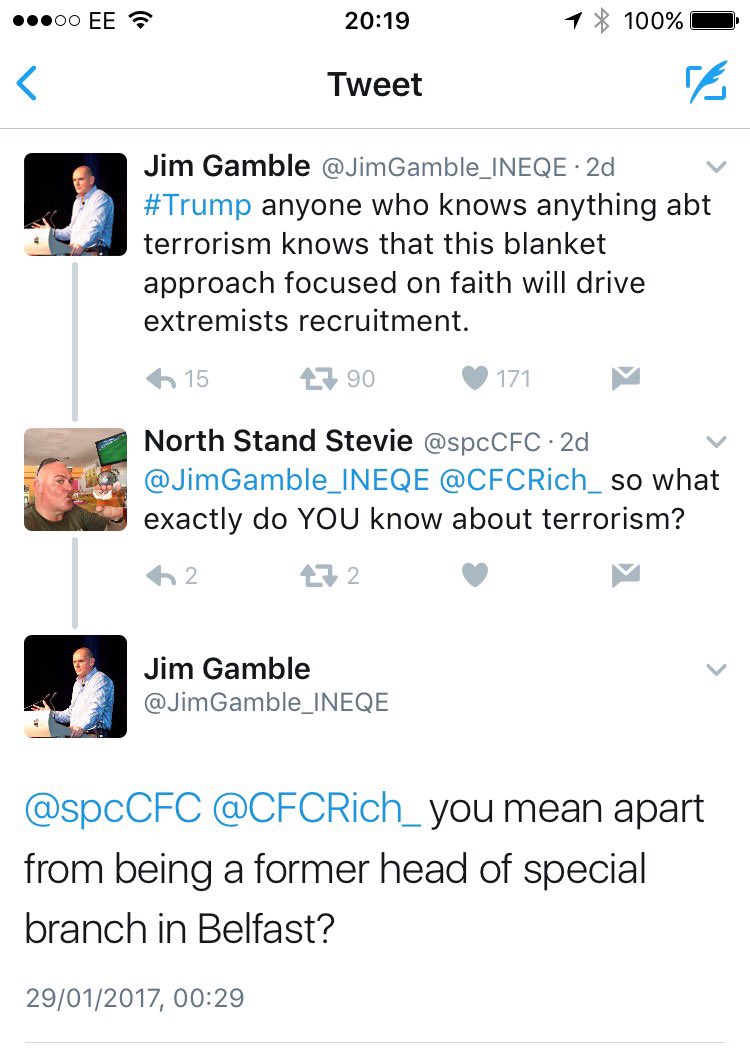 EE 20:19 100%
Tweet
Jim Gamble @JimGamble_INEQE · 2d
#Trump anyone who knows anything abt
terrorism knows that this blanket
approach focused on faith will drive
extremists recruitment.
15 90 171
North Stand Stevie @spcCFC · 2d
@JimGamble_INEQE @CFCRich_ so what
exactly do YOU know about terrorism?
2 2
Jim Gamble
@JimGamble_INEQE
@spcCFC @CFCRich_ you mean apart
from being a former head of special
branch in Belfast?
29/01/2017, 00:29